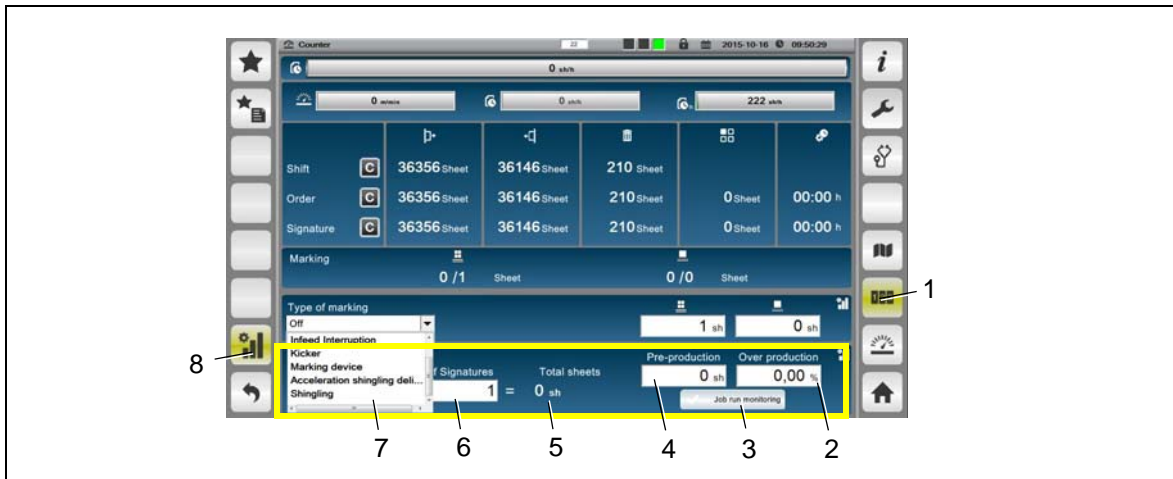 Counter 22 2015-10-16 09:50:29
0 sh/h
0 m/min 0 sh/h 222 sh/h
Shift C 36356 Sheet 36146 Sheet 210 Sheet
Order C 36356 Sheet 36146 Sheet 210 Sheet 0 Sheet 00:00 h
Signature C 36356 Sheet 36146 Sheet 210 Sheet 0 Sheet 00:00 h
Marking
0 /1 Sheet 0 /0 Sheet
Type of marking
Off 1 sh 0 sh
Infeed Interruption
Kicker Pre-production Over production
Marking device
f Signatures Total sheets 0 sh 0,00 %
Acceleration shingling deli...
Shingling 1 = 0 sh Job run monitoring
i
1
8
7 6 5 4 3 2